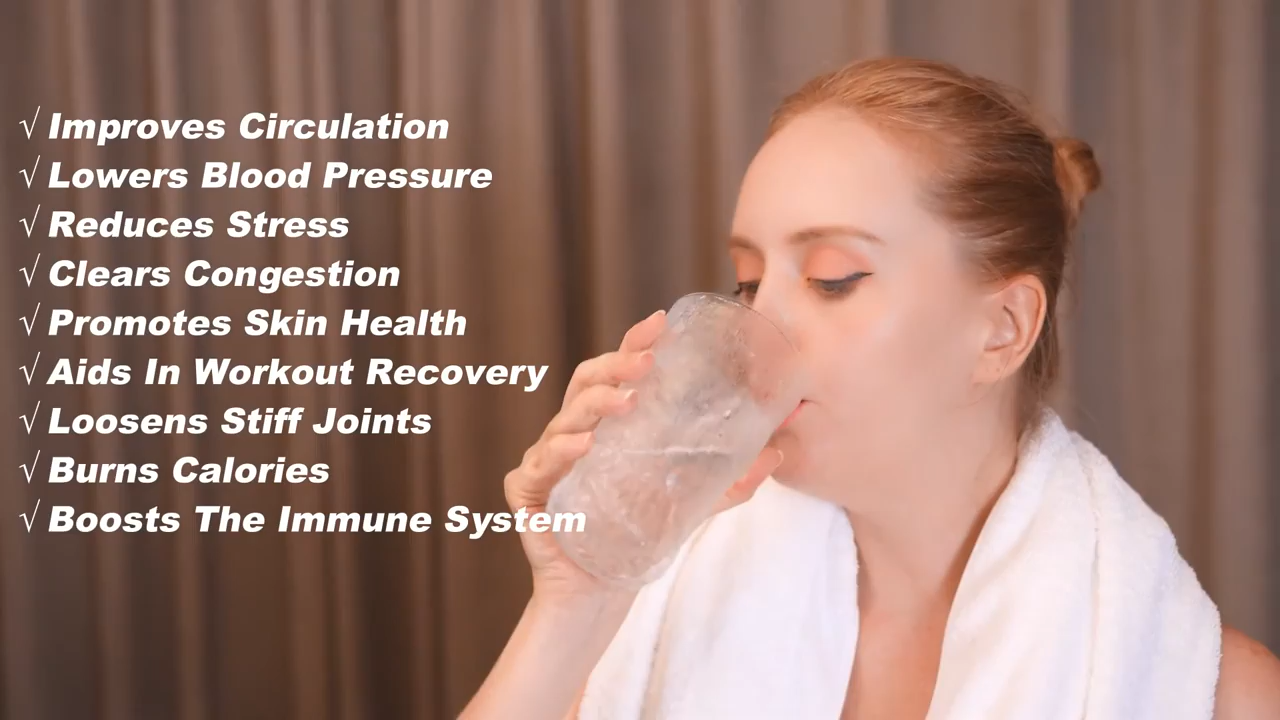 √ Improves Circulation
√ Lowers Blood Pressure
√ Reduces Stress
√ Clears Congestion
√ Promotes Skin Health
√ Aids In Workout Recovery
√ Loosens Stiff Joints
√ Burns Calories
√ Boosts The Immune System